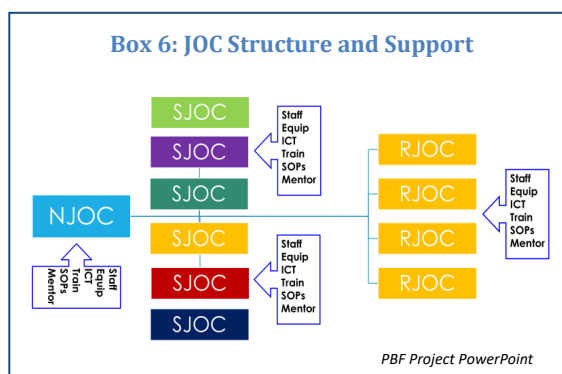 Box 6: JOC Structure and Support
NJOC
Staff
Equip
ICT
Train
SOPs
Mentor
SJOC
SJOC
SJOC
SJOC
SJOC
SJOC
Staff
Equip
ICT
Train
SOPs
Mentor
Staff
Equip
ICT
Train
SOPs
Mentor
RJOC
RJOC
RJOC
RJOC
Staff
Equip
ICT
Train
SOPs
Mentor
PBF Project PowerPoint